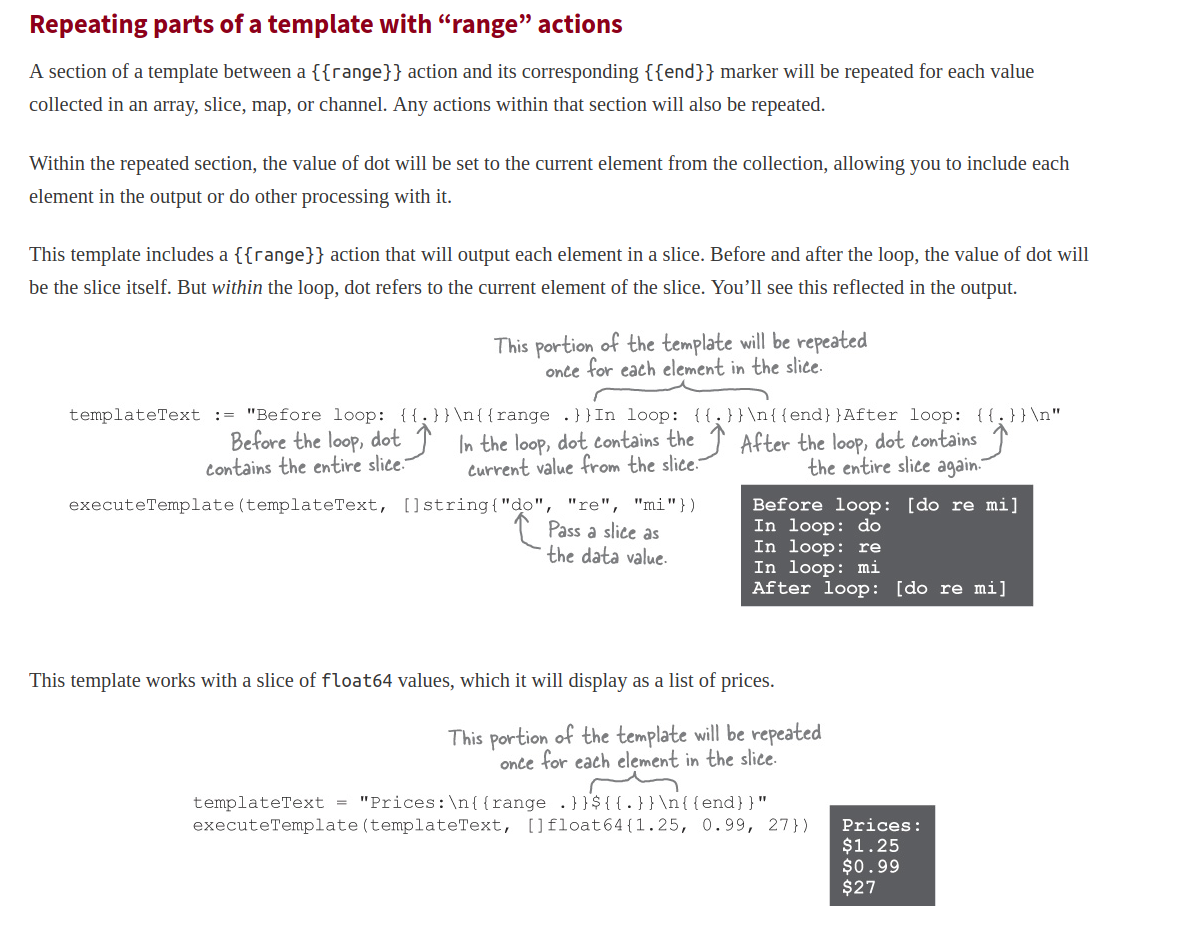 Repeating parts of a template with “range” actions
A section of a template between a {{range}} action and its corresponding {{end}} marker will be repeated for each value
collected in an array, slice, map, or channel. Any actions within that section will also be repeated.
Within the repeated section, the value of dot will be set to the current element from the collection, allowing you to include each
element in the output or do other processing with it.
This template includes a {{range}} action that will output each element in a slice. Before and after the loop, the value of dot will
be the slice itself. But within the loop, dot refers to the current element of the slice. You’ll see this reflected in the output.
This portion of the template will be repeated
once for each element in the slice.
templateText := "Before loop: {{.}}\n{{range .}}In loop: {{.}}\n{{end}}After loop: {{.}}\n"
Before the loop, dot
contains the entire slice.
In the loop, dot contains the
current value from the slice.
After the loop, dot contains
the entire slice again.
executeTemplate(templateText, []string{"do", "re", "mi"})
Pass a slice as
the data value.
Before loop: [do re mi]
In loop: do
In loop: re
In loop: mi
After loop: [do re mi]
This template works with a slice of float64 values, which it will display as a list of prices.
This portion of the template will be repeated
once for each element in the slice.
templateText = "Prices:\n{{range .}}${{.}}\n{{end}}"
executeTemplate(templateText, []float64{1.25, 0.99, 27})
Prices:
$1.25
$0.99
$27